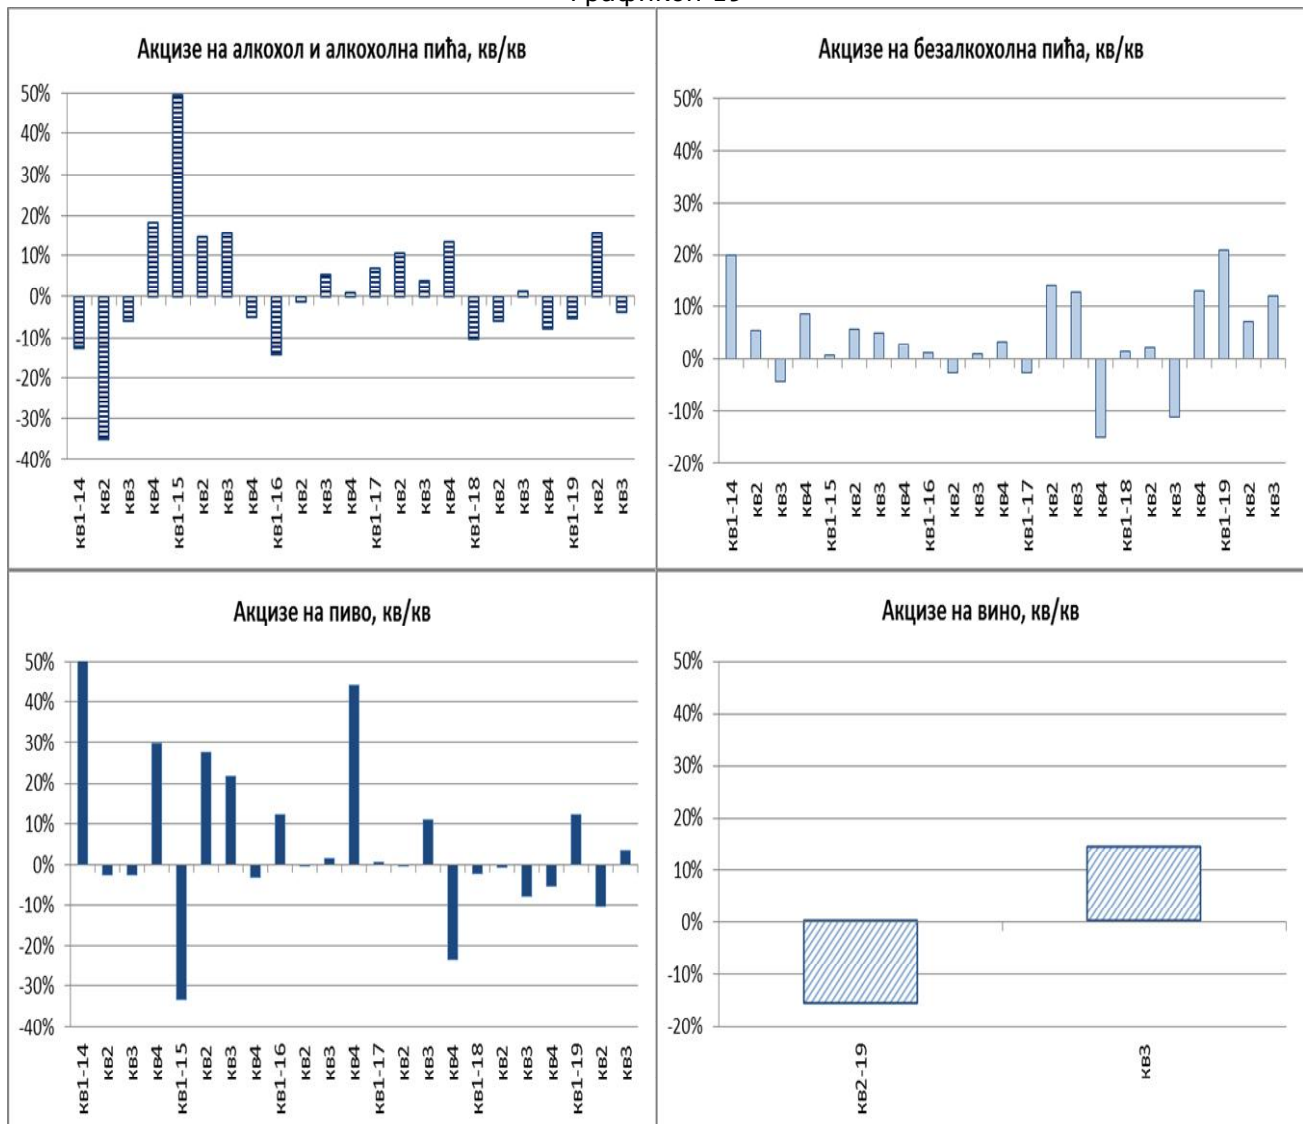 Графикон 19
Акцизе на алкохол и алкохолна пића, кв/кв
50%
40%
30%
20%
10%
0%
-10%
-20%
-30%
-40%
кв1-14
кв2
кв3
кв4
кв1-15
кв2
кв3
кв4
кв1-16
кв2
кв3
кв4
кв1-17
кв2
кв3
кв4
кв1-18
кв2
кв3
кв4
кв1-19
кв2
кв3
Акцизе на безалкохолна пића, кв/кв
50%
40%
30%
20%
10%
0%
-10%
-20%
кв1-14
кв2
кв3
кв4
кв1-15
кв2
кв3
кв4
кв1-16
кв2
кв3
кв4
кв1-17
кв2
кв3
кв4
кв1-18
кв2
кв3
кв4
кв1-19
кв2
кв3
Акцизе на пиво, кв/кв
50%
40%
30%
20%
10%
0%
-10%
-20%
-30%
-40%
кв1-14
кв2
кв3
кв4
кв1-15
кв2
кв3
кв4
кв1-16
кв2
кв3
кв4
кв1-17
кв2
кв3
кв4
кв1-18
кв2
кв3
кв4
кв1-19
кв2
кв3
Акцизе на вино, кв/кв
50%
40%
30%
20%
10%
0%
-10%
-20%
кв2-19
кв3